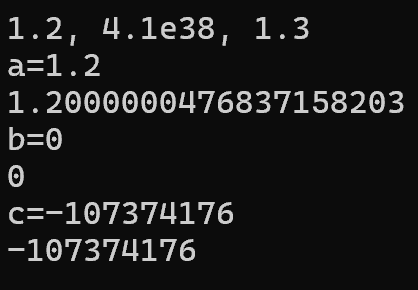 1.2, 4.1e38, 1.3
a=1.2
1.2000000476837158203
b=0
0
c=-107374176
-107374176